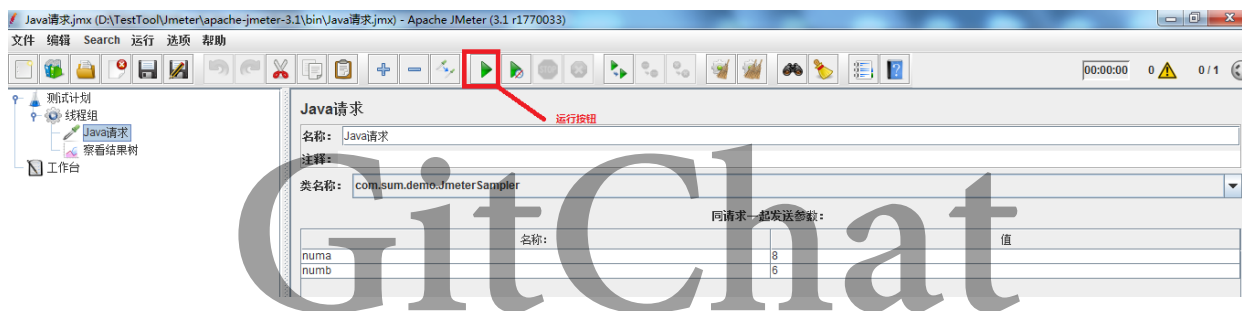 Java请求.jmx (D:\TestTool\Jmeter\apache-jmeter-3.1\bin\Java请求.jmx) - Apache JMeter (3.1 r1770033)
文件 编辑 Search 运行 选项 帮助
00:00:00 0 0 / 1
运行按钮
测试计划
线程组
Java请求
察看结果树
工作台
Java请求
名称: Java请求
注释:
类名称: com.sum.demo.JmeterSampler
同请求一起发送参数:
名称: 值
numa 8
numb 6
GitChat